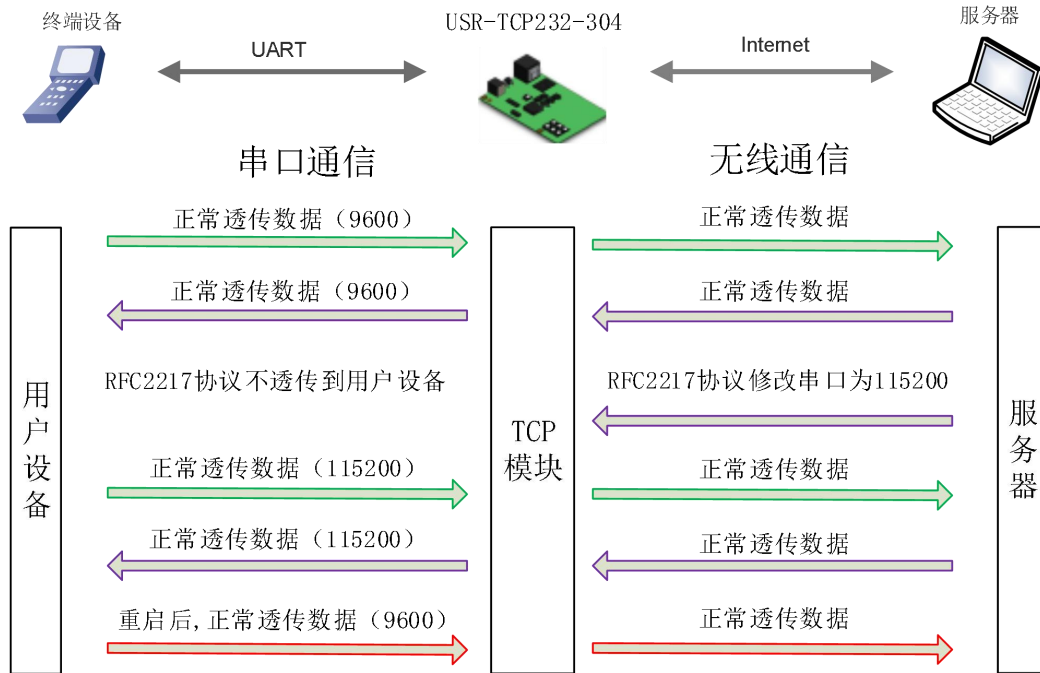 终端设备
USR-TCP232-304
服务器
UART
Internet
串口通信
无线通信
正常透传数据（9600）
正常透传数据
正常透传数据（9600）
正常透传数据
RFC2217协议不透传到用户设备
RFC2217协议修改串口为115200
用户设备
TCP
模块
服务器
正常透传数据（115200）
正常透传数据
正常透传数据（115200）
正常透传数据
重启后,正常透传数据（9600）
正常透传数据